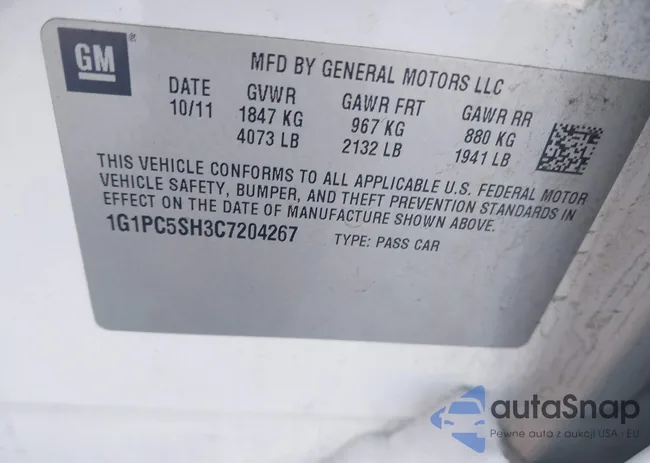 GM®
MFD BY GENERAL MOTORS LLC
DATE GVWR GAWR FRT GAWR RR
10/11 1847 KG 967 KG 880 KG
4073 LB 2132 LB 1941 LB
THIS VEHICLE CONFORMS TO ALL APPLICABLE U.S. FEDERAL MOTOR
VEHICLE SAFETY, BUMPER, AND THEFT PREVENTION STANDARDS IN
EFFECT ON THE DATE OF MANUFACTURE SHOWN ABOVE.
1G1PC5SH3C7204267 TYPE: PASS CAR
autaSnap
Pewne auta z aukcji USA - EU